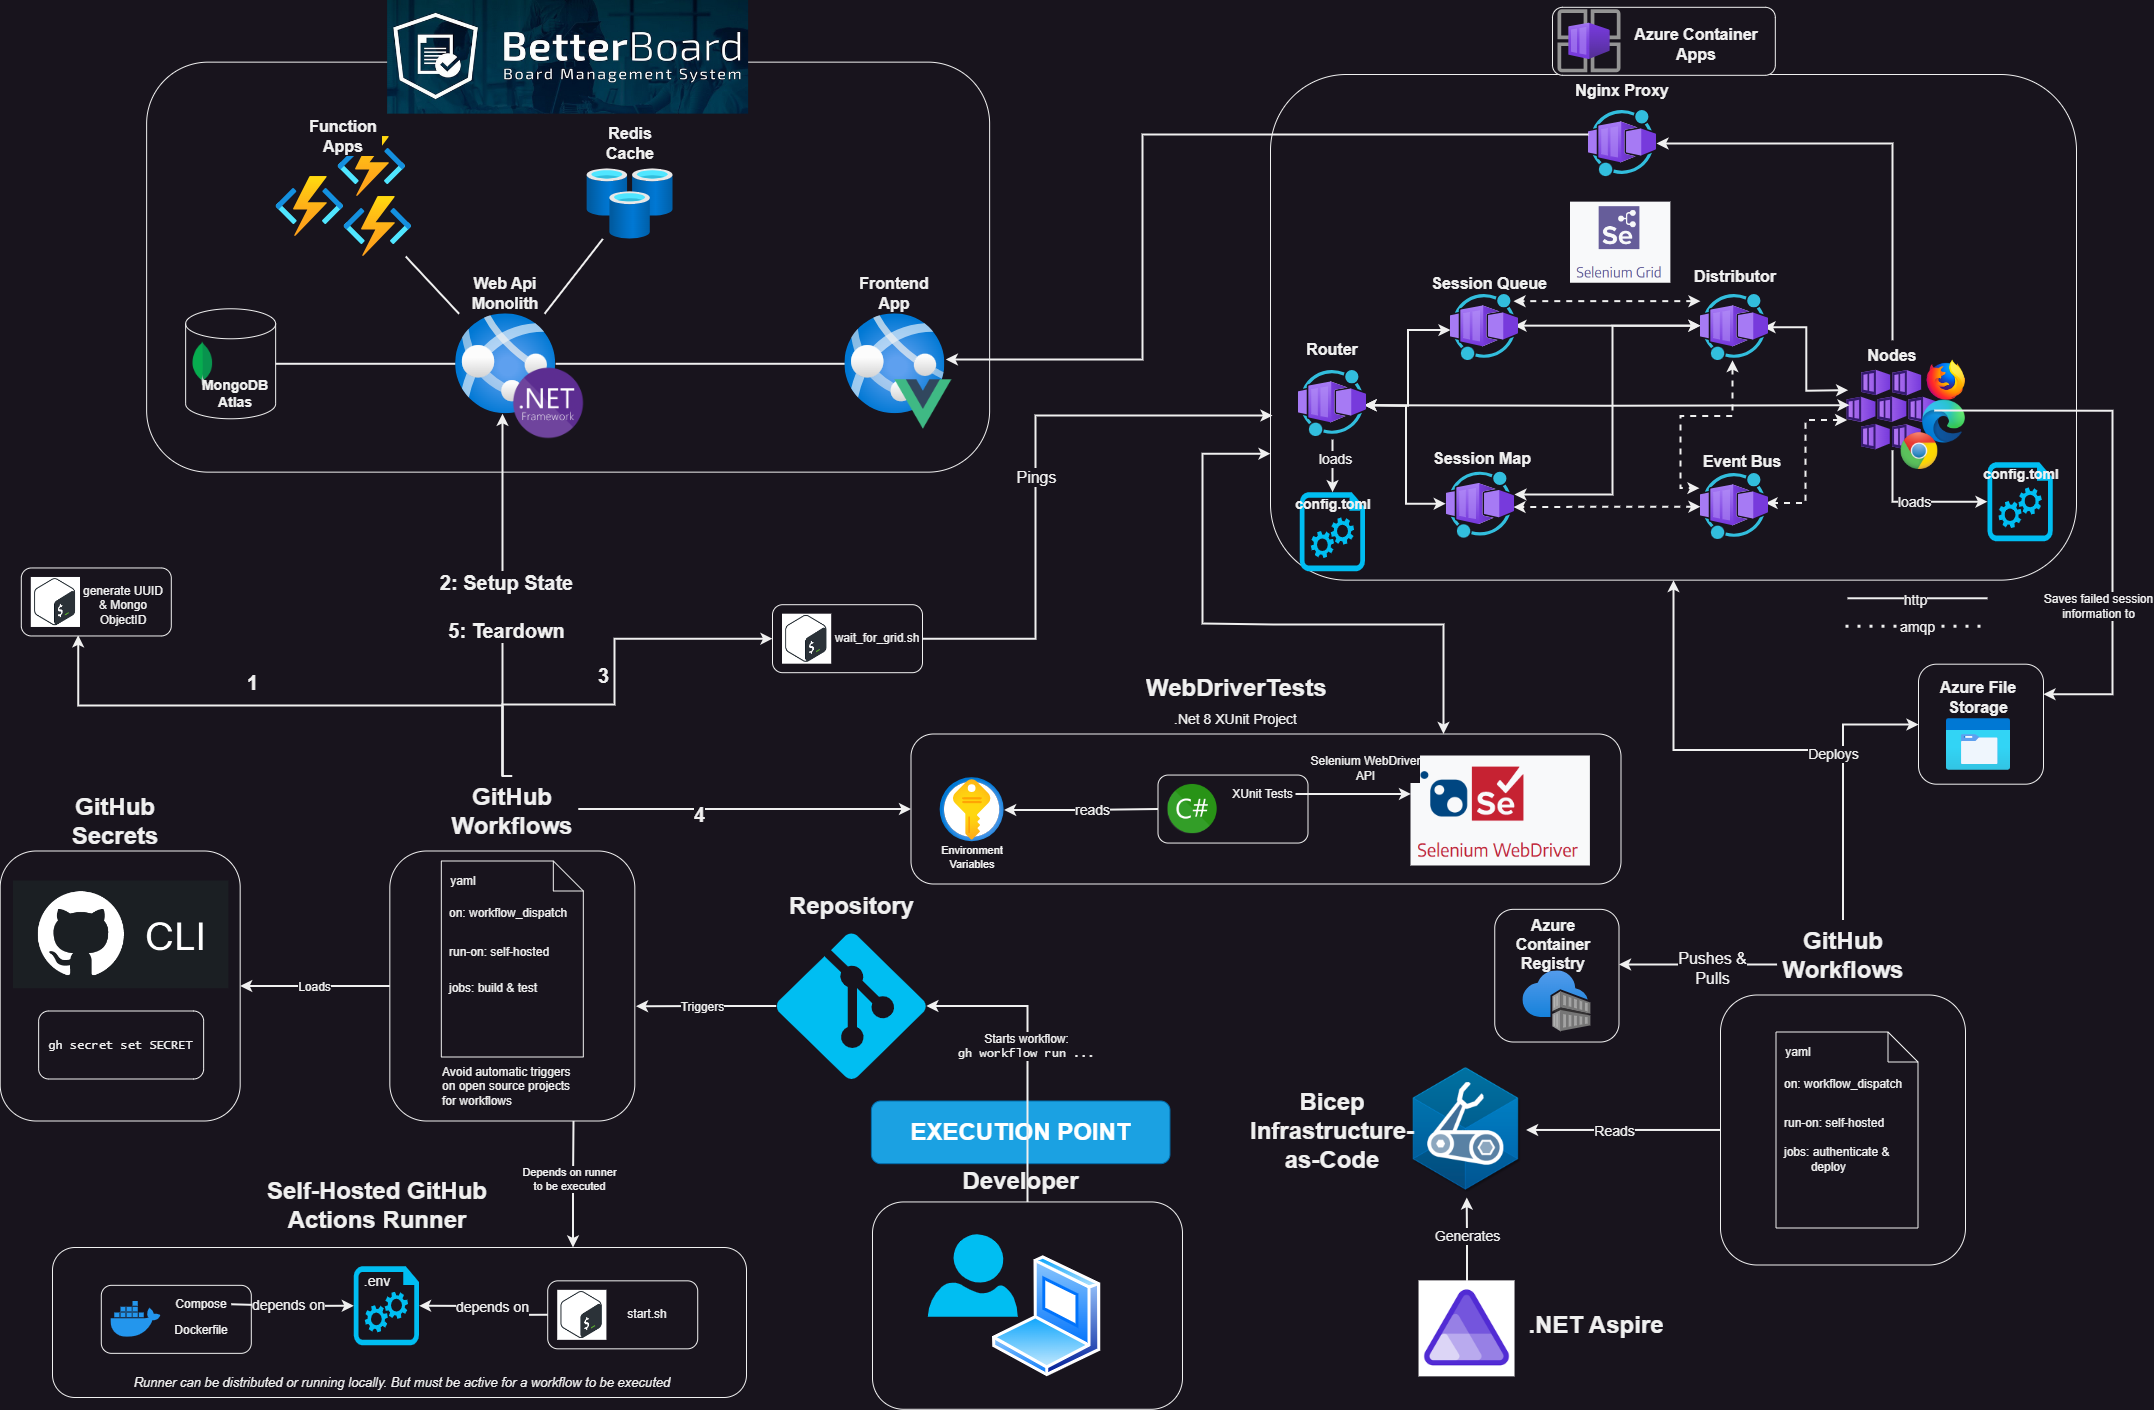 BetterBoard
Board Management System
Function
Apps
Redis
Cache
Web Api
Monolith
Frontend
App
MongoDB
Atlas
.NET
Framework
Azure Container
Apps
Nginx Proxy
Se
Selenium Grid
Session Queue
Distributor
Router
Nodes
loads
config.toml
Session Map
Event Bus
config.toml
loads
Pings
http
amqp
Saves failed session
information to
generate UUID
& Mongo
ObjectID
2: Setup State
5: Teardown
1
3
wait_for_grid.sh
WebDriverTests
.Net 8 XUnit Project
Azure File
Storage
Deploys
GitHub
Secrets
GitHub
Workflows
4
Environment
Variables
reads
C#
XUnit Tests
Selenium WebDriver
API
Se
Selenium WebDriver
CLI
gh secret set SECRET
Loads
yaml
on: workflow_dispatch
run-on: self-hosted
jobs: build & test
Avoid automatic triggers
on open source projects
for workflows
Triggers
Repository
Starts workflow:
gh workflow run ...
Azure
Container
Registry
Pushes &
Pulls
GitHub
Workflows
yaml
on: workflow_dispatch
run-on: self-hosted
jobs: authenticate &
deploy
Reads
Bicep
Infrastructure-
as-Code
Generates
.NET Aspire
EXECUTION POINT
Developer
Depends on runner
to be executed
Self-Hosted GitHub
Actions Runner
Compose
Dockerfile
depends on
.env
depends on
$
start.sh
Runner can be distributed or running locally. But must be active for a workflow to be executed